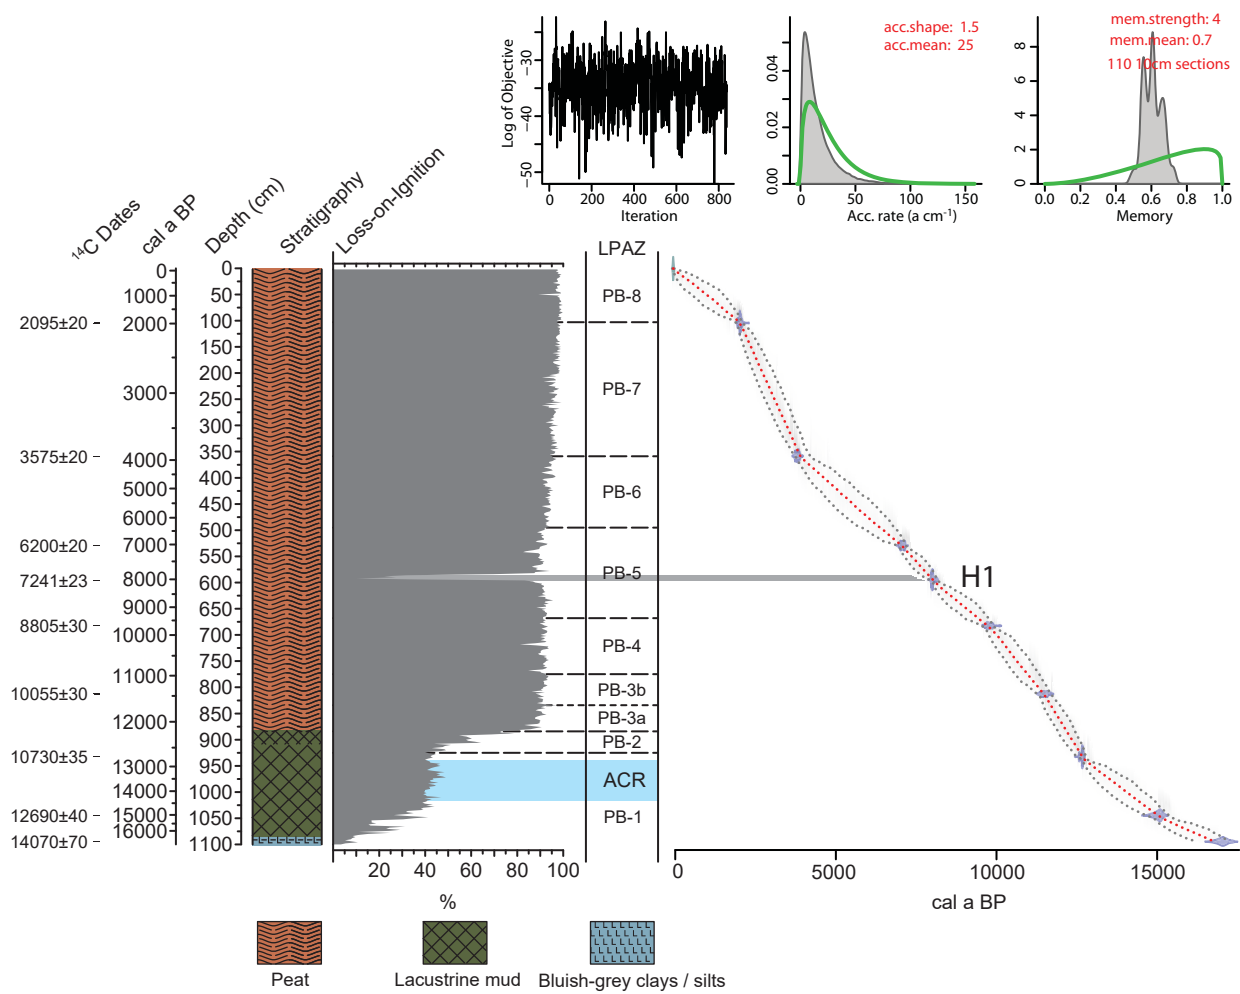 acc.shape: 1.5
acc.mean: 25
mem.strength: 4
mem.mean: 0.7
110 10cm sections
Log of Objective
−30
−40
−50
0 200 400 600 800
Iteration
0.00
0.02
0.04
0 50 100 150
Acc. rate (a cm⁻¹)
0
2
4
6
8
0.0 0.2 0.4 0.6 0.8 1.0
Memory
¹⁴C Dates
cal a BP
Depth (cm)
Stratigraphy
Loss-on-Ignition
LPAZ
2095±20
3575±20
6200±20
7241±23
8805±30
10055±30
10730±35
12690±40
14070±70
0
1000
2000
3000
4000
5000
6000
7000
8000
9000
10000
11000
12000
13000
14000
15000
16000
0
50
100
150
200
250
300
350
400
450
500
550
600
650
700
750
800
850
900
950
1000
1050
1100
PB-8
PB-7
PB-6
PB-5
PB-4
PB-3b
PB-3a
PB-2
ACR
PB-1
H1
20 40 60 80 100
%
0 5000 10000 15000
cal a BP
Peat
Lacustrine mud
Bluish-grey clays / silts